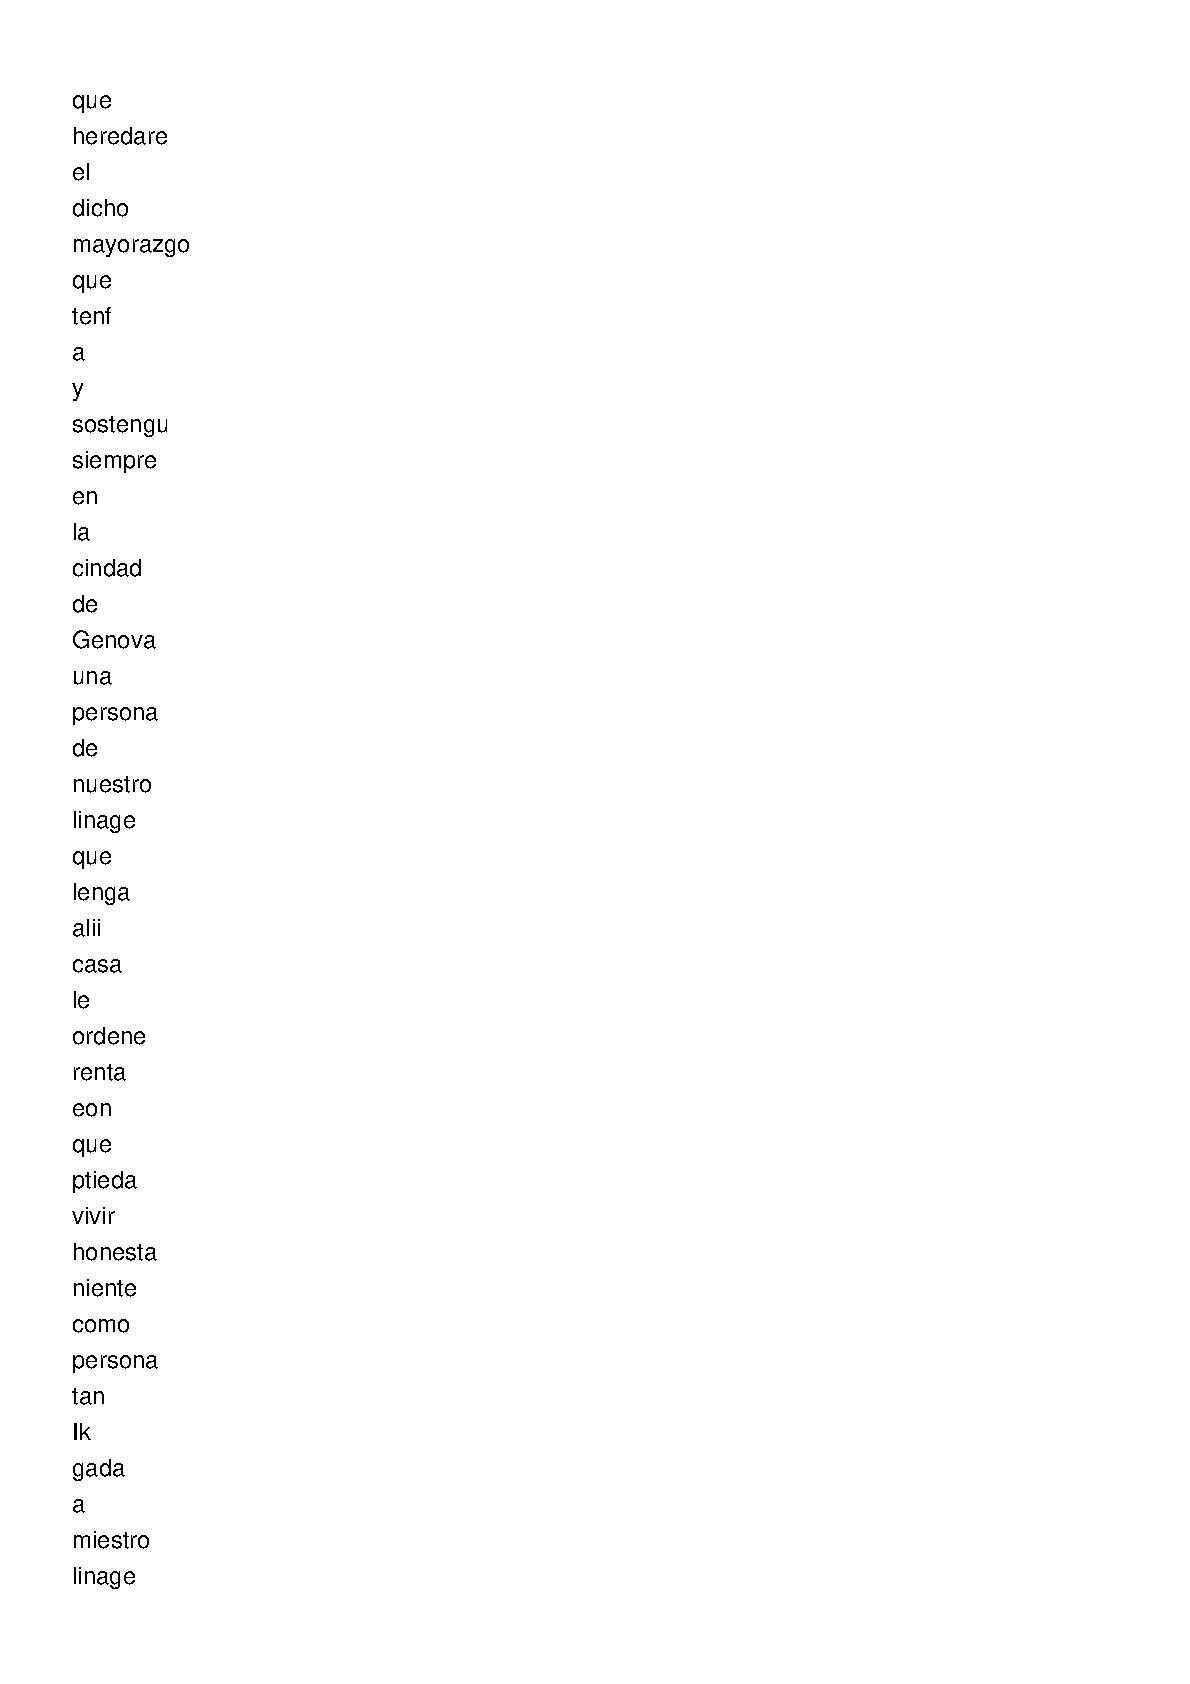 que
heredare
el
dicho
mayorazgo
que
tenf
a
y
sostengu
siempre
en
la
cindad
de
Genova
una
persona
de
nuestro
linage
que
lenga
alii
casa
le
ordene
renta
eon
que
ptieda
vivir
honesta
niente
como
persona
tan
Ik
gada
a
miestro
linage